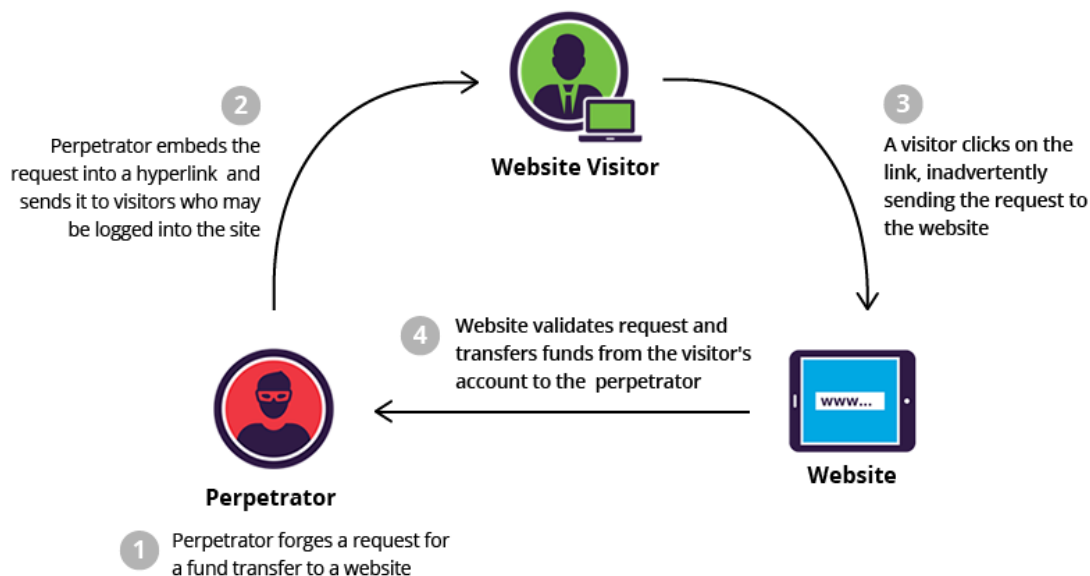 2
Perpetrator embeds the
request into a hyperlink and
sends it to visitors who may
be logged into the site
Website Visitor
3
A visitor clicks on the
link, inadvertently
sending the request to
the website
4
Website validates request and
transfers funds from the visitor's
account to the perpetrator
www...
Website
Perpetrator
1
Perpetrator forges a request for
a fund transfer to a website